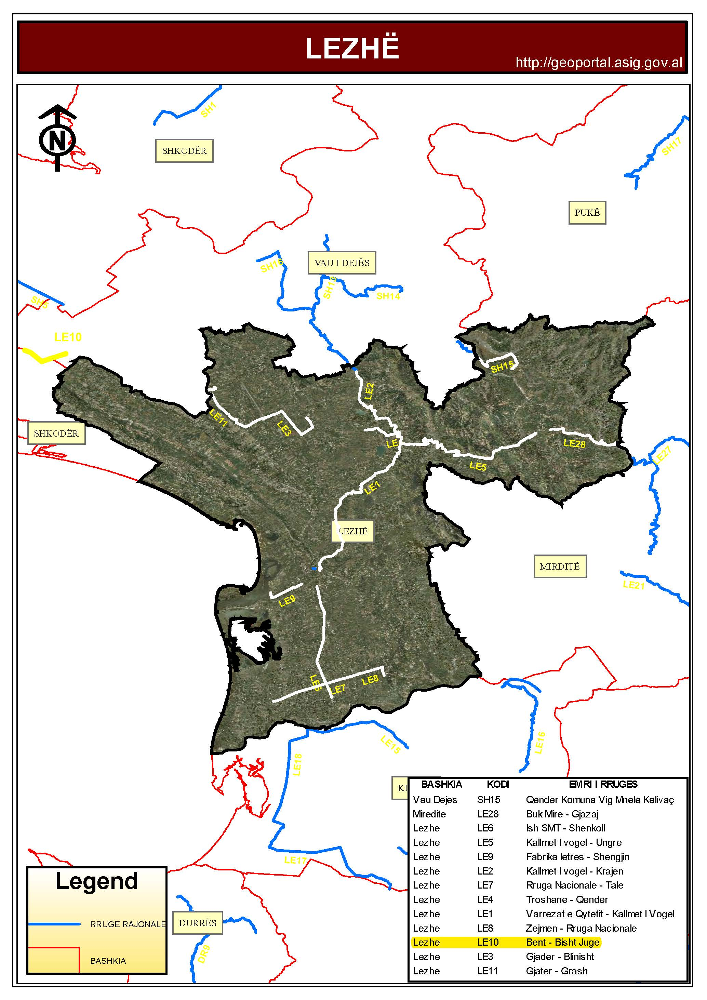 LEZHË
http://geoportal.asig.gov.al
N
SH1
SHKODËR
SH17
PUKË
SH16
VAU I DEJËS
SH13
SH14
SH5
LE10
SH15
LE2
LE11
LE3
SHKODËR
LE
LE28
LE27
LE5
LE1
LEZHË
MIRDITË
LE21
LE9
LE6
LE7
LE8
LE15
LE16
LE18
LE17
KU
BASHKIA KODI EMRI I RRUGES
Vau Dejes SH15 Qender Komuna Vig Mnele Kalivaç
Miredite LE28 Buk Mire - Gjazaj
Lezhe LE6 Ish SMT - Shenkoll
Lezhe LE5 Kallmet I vogel - Ungre
Lezhe LE9 Fabrika letres - Shengjin
Lezhe LE2 Kallmet I vogel - Krajen
Lezhe LE7 Rruga Nacionale - Tale
Lezhe LE4 Troshane - Qender
Lezhe LE1 Varrezat e Qytetit - Kallmet I Vogel
Lezhe LE8 Zejmen - Rruga Nacionale
Lezhe LE10 Bent - Bisht Juge
Lezhe LE3 Gjader - Blinisht
Lezhe LE11 Gjater - Grash
Legend
RRUGE RAJONALE
BASHKIA
DURRËS
DR9